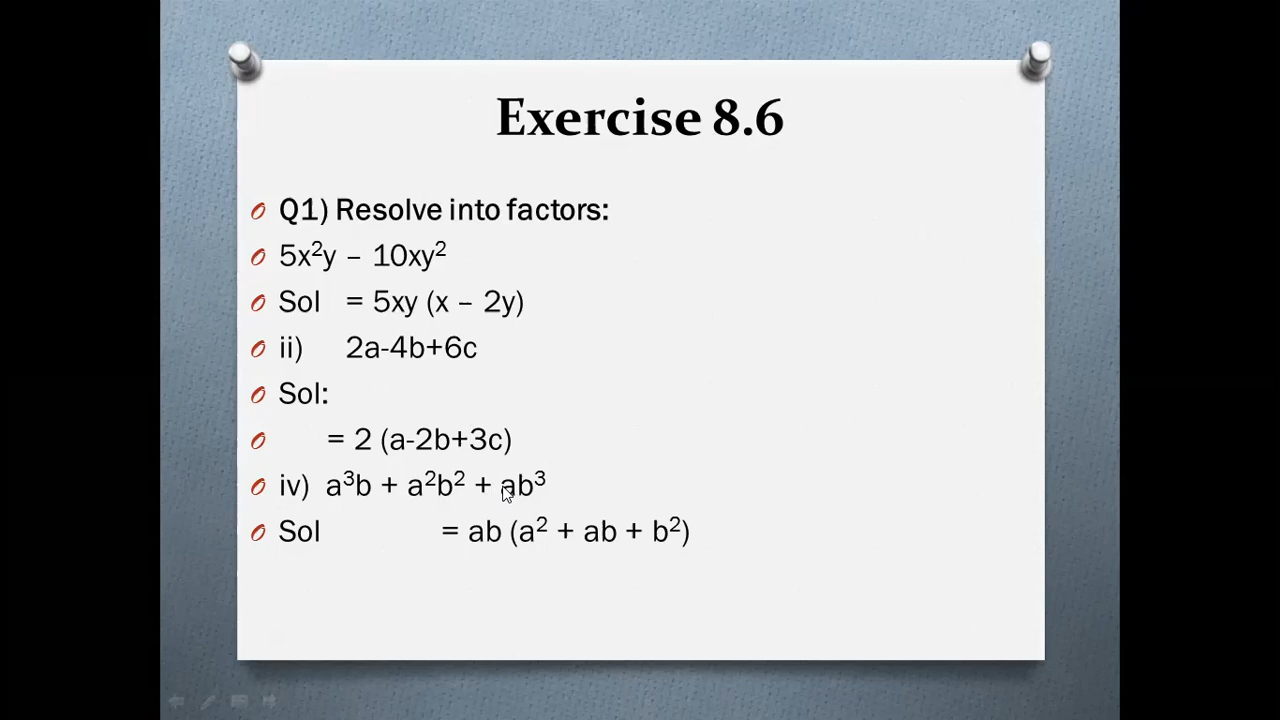 Exercise 8.6
Q1) Resolve into factors:
5x²y – 10xy²
Sol = 5xy (x – 2y)
ii) 2a-4b+6c
Sol:
= 2 (a-2b+3c)
iv) a³b + a²b² + ab³
Sol = ab (a² + ab + b²)